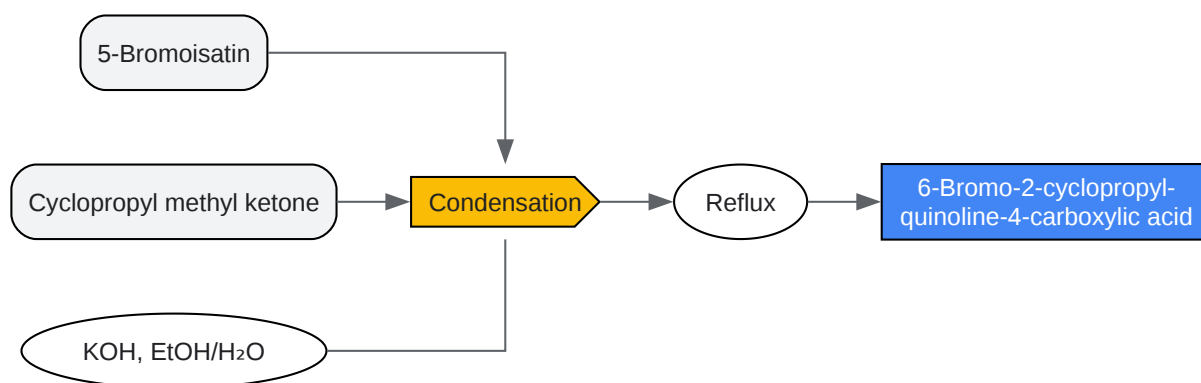 5-Bromoisatin
Cyclopropyl methyl ketone
Condensation
Reflux
6-Bromo-2-cyclopropyl-
quinoline-4-carboxylic acid
KOH, EtOH/H₂O